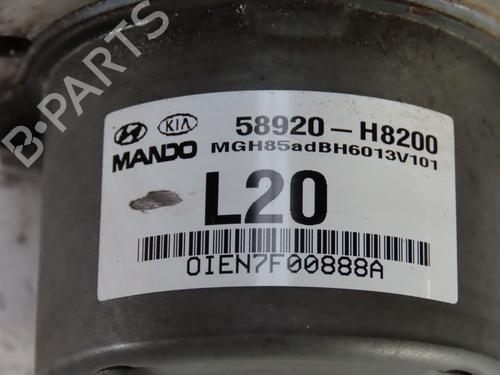 B-PARTS
KIA
58920-H8200
MANDO
MGH85adBH6013V101
L20
OIEN7F00888A